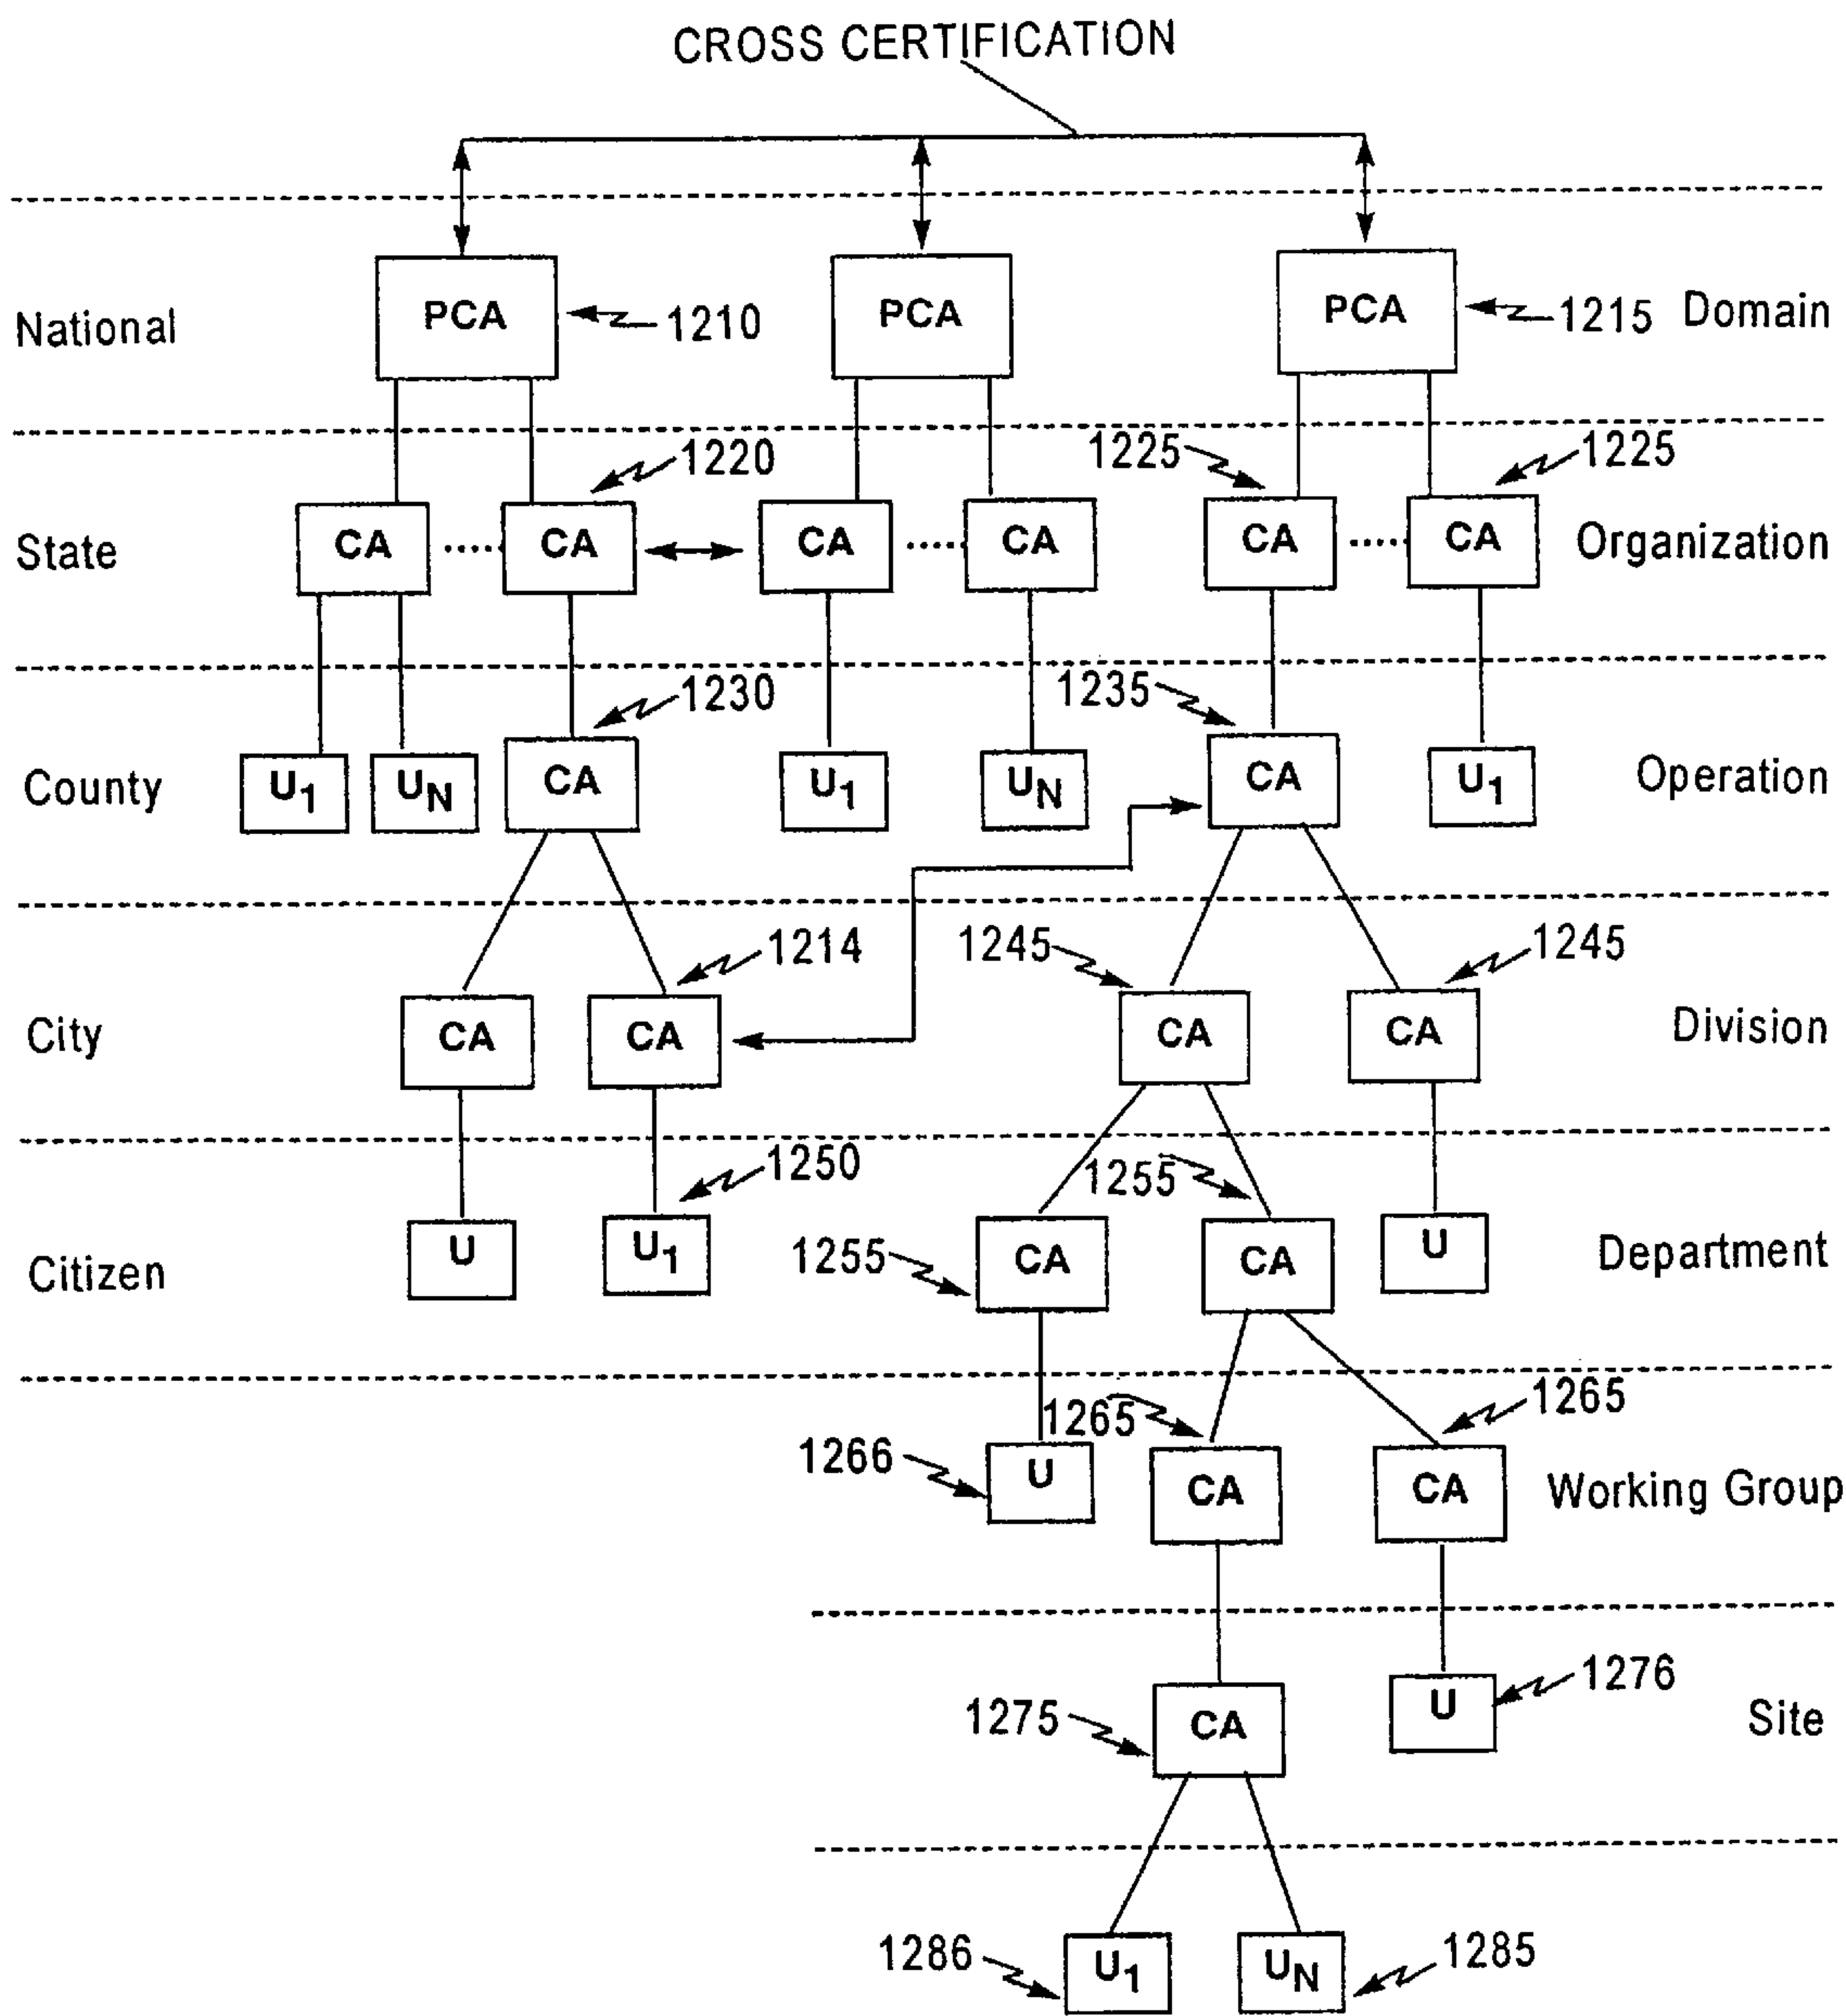 CROSS CERTIFICATION
National PCA 1210 PCA PCA 1215 Domain
1220 1225 1225
State CA ..... CA CA ..... CA CA ..... CA Organization
1230 1235
County U1 UN CA U1 UN CA U1 Operation
1214 1245 1245
City CA CA CA CA Division
1250 1255
Citizen U U1 1255 CA CA U Department
1265 1265
1266 U CA CA Working Group
1275 CA U 1276 Site
1286 U1 UN 1285